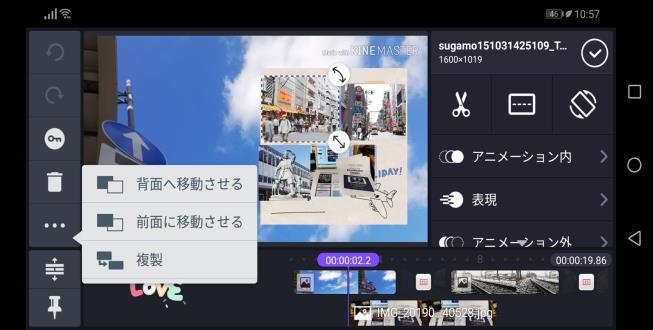 46 10:57
Made with KINEMASTER
sugamo151031425109_T...
1600×1019
HOLIDAY!
アニメーション内
背面へ移動させる
表現
前面に移動させる
アニメーション外
複製
00:00:02.2
8
00:00:19.86
LOVE
IMG_20190_40528.jpg